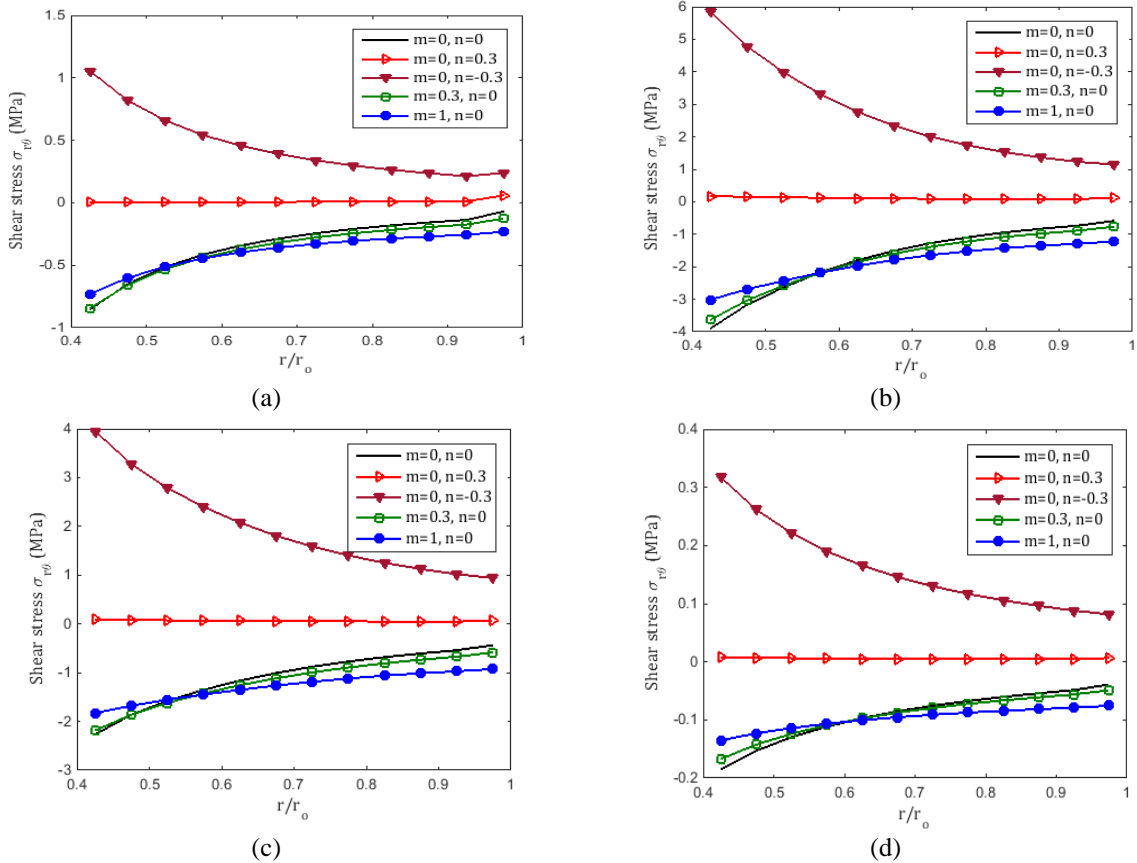 1.5
1
0.5
0
-0.5
-1
Shear stress σrθ (MPa)
m=0, n=0
m=0, n=0.3
m=0, n=-0.3
m=0.3, n=0
m=1, n=0
0.4 0.5 0.6 0.7 0.8 0.9 1
r/ro
(a)
6
5
4
3
2
1
0
-1
-2
-3
-4
Shear stress σrθ (MPa)
m=0, n=0
m=0, n=0.3
m=0, n=-0.3
m=0.3, n=0
m=1, n=0
0.4 0.5 0.6 0.7 0.8 0.9 1
r/ro
(b)
4
3
2
1
0
-1
-2
-3
Shear stress σrθ (MPa)
m=0, n=0
m=0, n=0.3
m=0, n=-0.3
m=0.3, n=0
m=1, n=0
0.4 0.5 0.6 0.7 0.8 0.9 1
r/ro
(c)
0.4
0.3
0.2
0.1
0
-0.1
-0.2
Shear stress σrθ (MPa)
m=0, n=0
m=0, n=0.3
m=0, n=-0.3
m=0.3, n=0
m=1, n=0
0.4 0.5 0.6 0.7 0.8 0.9 1
r/ro
(d)